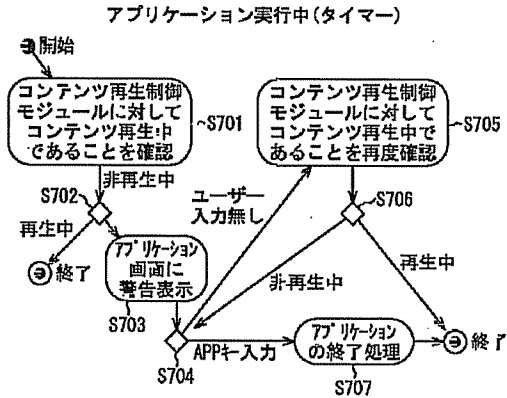 アプリケーション実行中(タイマー)
開始
コンテンツ再生制御
モジュールに対して
コンテンツ再生中
であることを確認
S701
コンテンツ再生制御
モジュールに対して
コンテンツ再生中で
あることを再度確認
S705
非再生中
S702
再生中
終了
ユーザー
入力無し
S706
アプリケーション
画面に
警告表示
S703
非再生中
再生中
S704
APPキー入力
アプリケーション
の終了処理
S707
終了